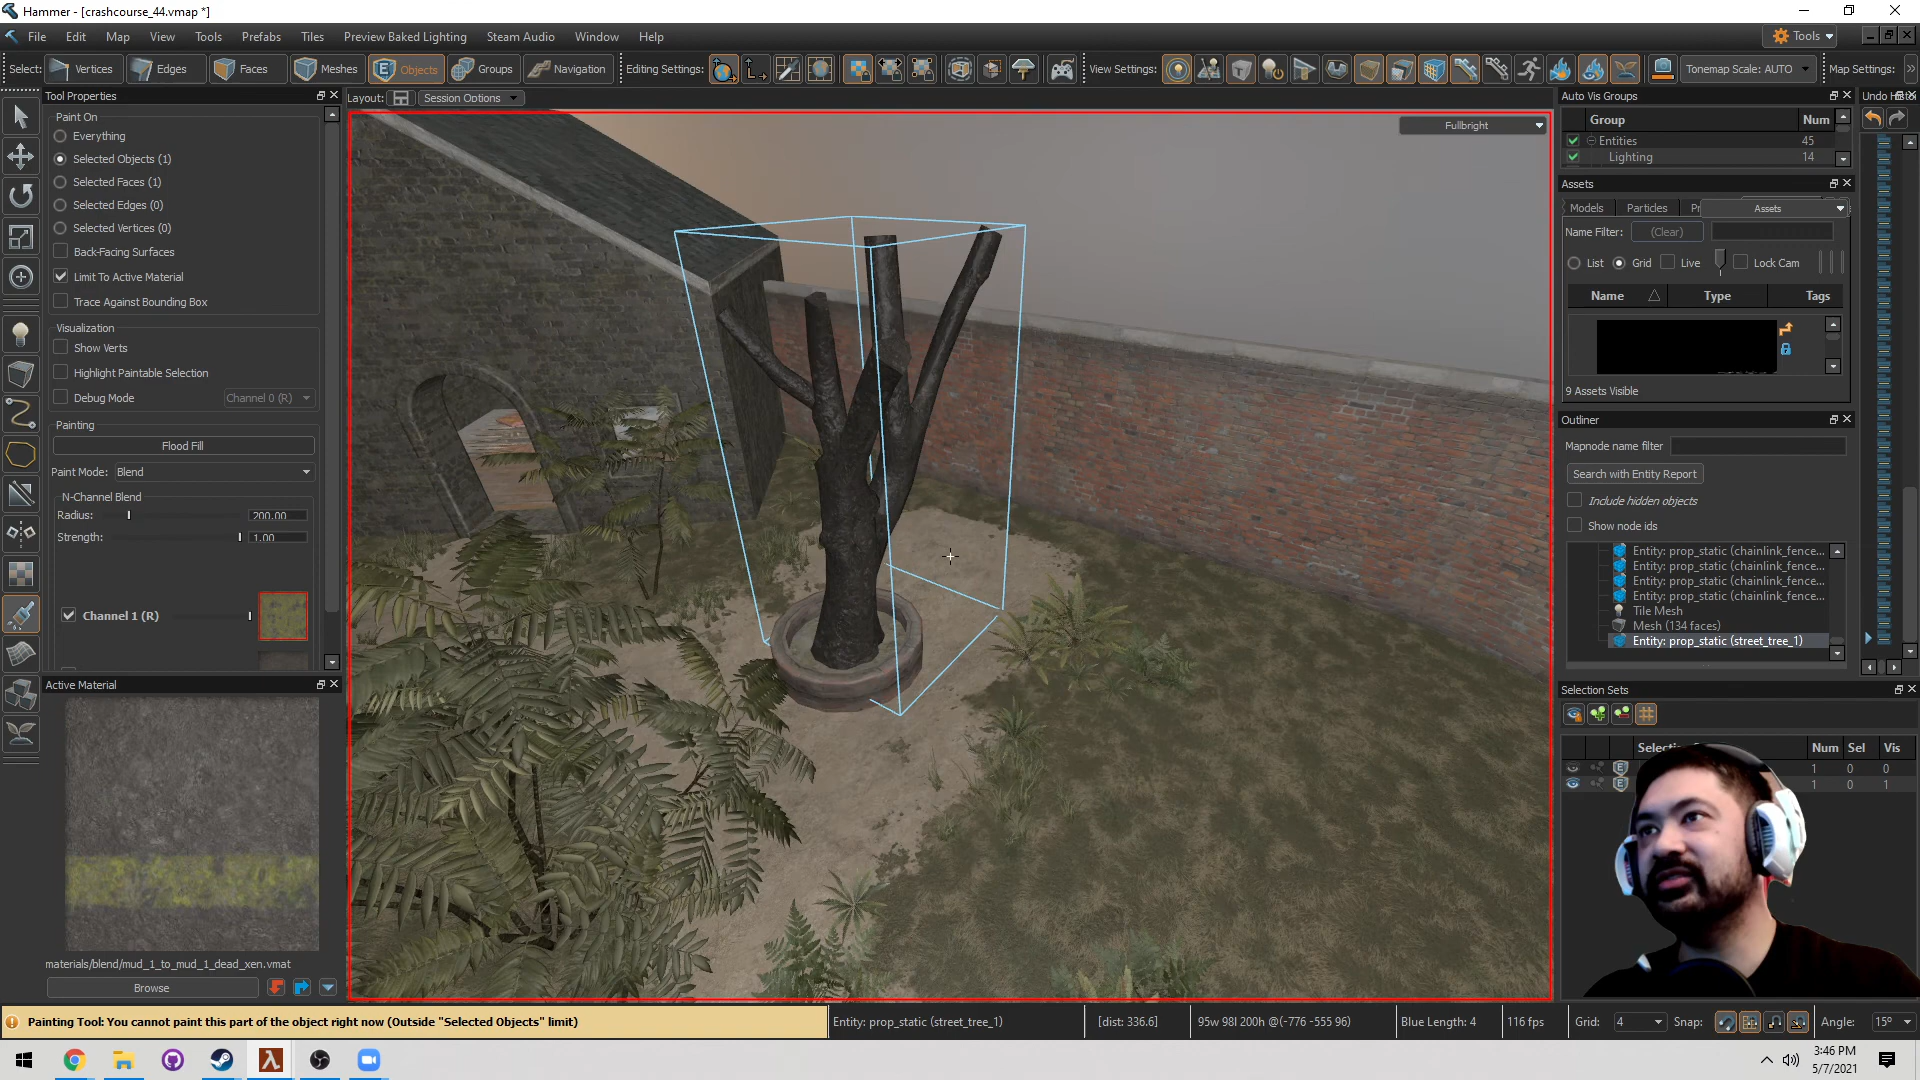 Hammer - [crashcourse_44.vmap *]
File Edit Map View Tools Prefabs Tiles Preview Baked Lighting Steam Audio Window Help
Tools
Select: Vertices Edges Faces Meshes Objects Groups Navigation Editing Settings: View Settings: Tonemap Scale: AUTO Map Settings:
Tool Properties
Layout: Session Options
Paint On
Everything
Selected Objects (1)
Selected Faces (1)
Selected Edges (0)
Selected Vertices (0)
Back-Facing Surfaces
Limit To Active Material
Trace Against Bounding Box
Visualization
Show Verts
Highlight Paintable Selection
Debug Mode Channel 0 (R)
Painting
Flood Fill
Paint Mode: Blend
N-Channel Blend
Radius: 200.00
Strength: 1.00
Channel 1 (R)
Active Material
materials/blend/mud_1_to_mud_1_dead_xen.vmat
Browse
Fullbright
Auto Vis Groups
Group Num
Entities 45
Lighting 14
Undo
Assets
Models Particles Assets
Name Filter: (Clear)
List Grid Live Lock Cam
Name Type Tags
9 Assets Visible
Outliner
Mapnode name filter
Search with Entity Report
Include hidden objects
Show node ids
Entity: prop_static (chainlink_fence...
Entity: prop_static (chainlink_fence...
Entity: prop_static (chainlink_fence...
Entity: prop_static (chainlink_fence...
Tile Mesh
Mesh (134 faces)
Entity: prop_static (street_tree_1)
Selection Sets
Num Sel Vis
1 0 0
1 0 1
Painting Tool: You cannot paint this part of the object right now (Outside "Selected Objects" limit)
Entity: prop_static (street_tree_1)
[dist: 336.6]
95w 98l 200h @(-776 -555 96)
Blue Length: 4
116 fps
Grid: 4
Snap:
Angle: 15º
3:46 PM
5/7/2021